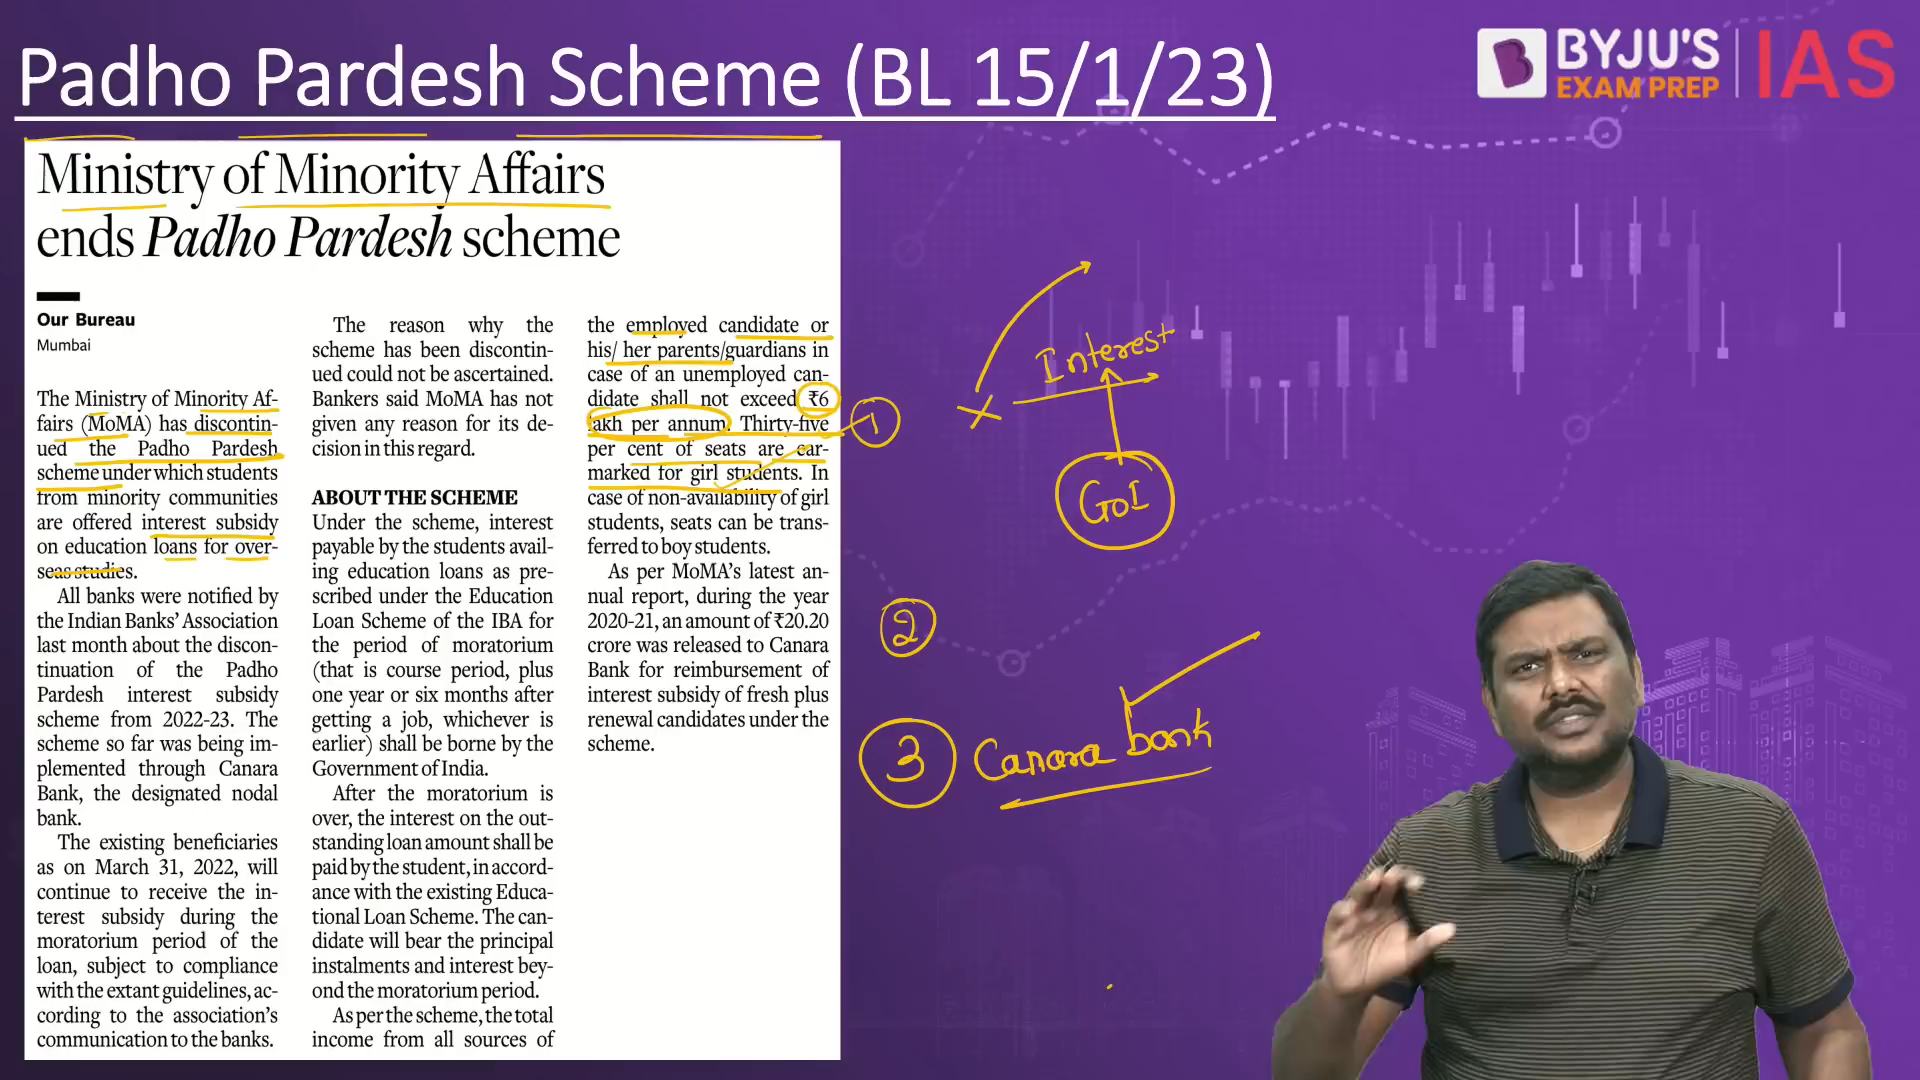 Padho Pardesh Scheme (BL 15/1/23)
BYJU'S
EXAM PREP
IAS
Ministry of Minority Affairs
ends Padho Pardesh scheme
Our Bureau
Mumbai
The Ministry of Minority Af-
fairs (MoMA) has discontin-
ued the Padho Pardesh
scheme under which students
from minority communities
are offered interest subsidy
on education loans for over-
seas studies.
All banks were notified by
the Indian Banks' Association
last month about the discon-
tinuation of the Padho
Pardesh interest subsidy
scheme from 2022-23. The
scheme so far was being im-
plemented through Canara
Bank, the designated nodal
bank.
The existing beneficiaries
as on March 31, 2022, will
continue to receive the in-
terest subsidy during the
moratorium period of the
loan, subject to compliance
with the extant guidelines, ac-
cording to the association's
communication to the banks.
The reason why the
scheme has been discontin-
ued could not be ascertained.
Bankers said MoMA has not
given any reason for its de-
cision in this regard.
ABOUT THE SCHEME
Under the scheme, interest
payable by the students avail-
ing education loans as pre-
scribed under the Education
Loan Scheme of the IBA for
the period of moratorium
(that is course period, plus
one year or six months after
getting a job, whichever is
earlier) shall be borne by the
Government of India.
After the moratorium is
over, the interest on the out-
standing loan amount shall be
paid by the student, in accord-
ance with the existing Educa-
tional Loan Scheme. The can-
didate will bear the principal
instalments and interest bey-
ond the moratorium period.
As per the scheme, the total
income from all sources of
the employed candidate or
his/ her parents/guardians in
case of an unemployed can-
didate shall not exceed ₹6
lakh per annum. Thirty-five
per cent of seats are ear-
marked for girl students. In
case of non-availability of girl
students, seats can be trans-
ferred to boy students.
As per MoMA's latest an-
nual report, during the year
2020-21, an amount of ₹20.20
crore was released to Canara
Bank for reimbursement of
interest subsidy of fresh plus
renewal candidates under the
scheme.
1
Interest
GoI
2
3 Canara bank